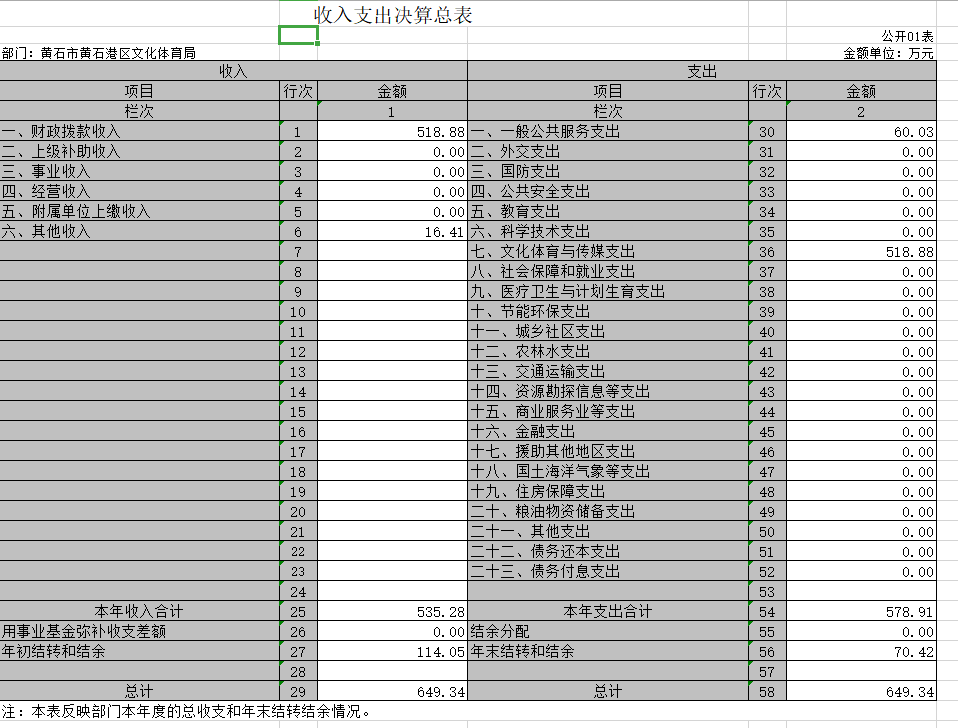 收入支出决算总表
公开01表
部门：黄石市黄石港区文化体育局 金额单位：万元
收入 支出
项目 行次 金额 项目 行次 金额
栏次 1 栏次 2
一、财政拨款收入 1 518.88 一、一般公共服务支出 30 60.03
二、上级补助收入 2 0.00 二、外交支出 31 0.00
三、事业收入 3 0.00 三、国防支出 32 0.00
四、经营收入 4 0.00 四、公共安全支出 33 0.00
五、附属单位上缴收入 5 0.00 五、教育支出 34 0.00
六、其他收入 6 16.41 六、科学技术支出 35 0.00
7 七、文化体育与传媒支出 36 518.88
8 八、社会保障和就业支出 37 0.00
9 九、医疗卫生与计划生育支出 38 0.00
10 十、节能环保支出 39 0.00
11 十一、城乡社区支出 40 0.00
12 十二、农林水支出 41 0.00
13 十三、交通运输支出 42 0.00
14 十四、资源勘探信息等支出 43 0.00
15 十五、商业服务业等支出 44 0.00
16 十六、金融支出 45 0.00
17 十七、援助其他地区支出 46 0.00
18 十八、国土海洋气象等支出 47 0.00
19 十九、住房保障支出 48 0.00
20 二十、粮油物资储备支出 49 0.00
21 二十一、其他支出 50 0.00
22 二十二、债务还本支出 51 0.00
23 二十三、债务付息支出 52 0.00
24 53
本年收入合计 25 535.28 本年支出合计 54 578.91
用事业基金弥补收支差额 26 0.00 结余分配 55 0.00
年初结转和结余 27 114.05 年末结转和结余 56 70.42
28 57
总计 29 649.34 总计 58 649.34
注：本表反映部门本年度的总收支和年末结转结余情况。